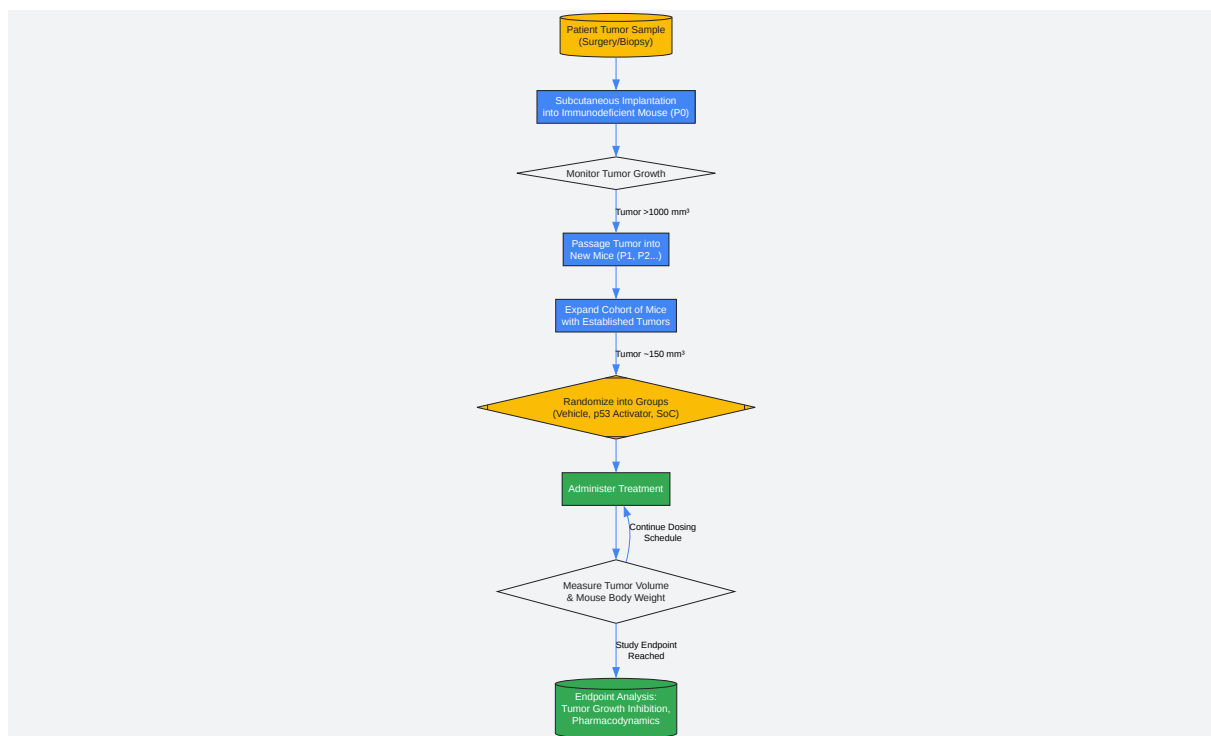 Patient Tumor Sample
(Surgery/Biopsy)
Subcutaneous Implantation
into Immunodeficient Mouse (P0)
Monitor Tumor Growth
Tumor >1000 mm³
Passage Tumor into
New Mice (P1, P2...)
Expand Cohort of Mice
with Established Tumors
Tumor ~150 mm³
Randomize into Groups
(Vehicle, p53 Activator, SoC)
Administer Treatment
Continue Dosing
Schedule
Measure Tumor Volume
& Mouse Body Weight
Study Endpoint
Reached
Endpoint Analysis:
Tumor Growth Inhibition,
Pharmacodynamics